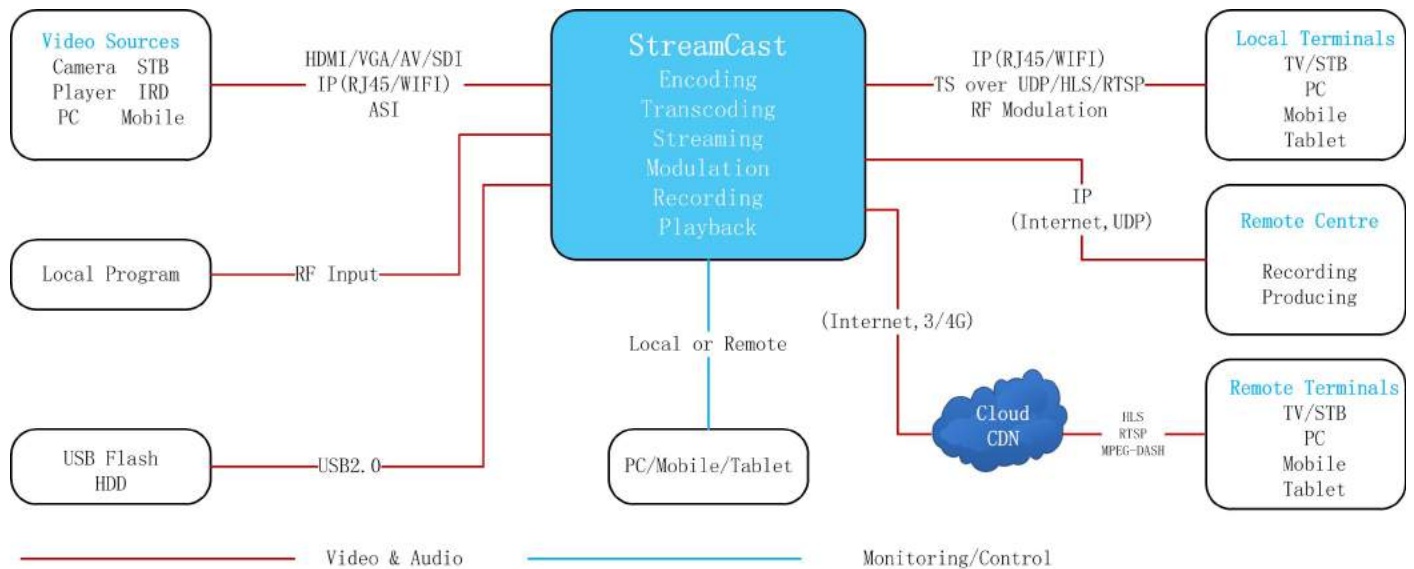 Video Sources
Camera STB
Player IRD
PC Mobile
HDMI/VGA/AV/SDI
IP(RJ45/WIFI)
ASI
StreamCast
Encoding
Transcoding
Streaming
Modulation
Recording
Playback
IP(RJ45/WIFI)
TS over UDP/HLS/RTSP
RF Modulation
Local Terminals
TV/STB
PC
Mobile
Tablet
IP
(Internet,UDP)
Remote Centre
Recording
Producing
Local Program
RF Input
(Internet,3/4G)
Local or Remote
Cloud
CDN
HLS
RTSP
MPEG-DASH
Remote Terminals
TV/STB
PC
Mobile
Tablet
USB Flash
HDD
USB2.0
PC/Mobile/Tablet
Video & Audio
Monitoring/Control